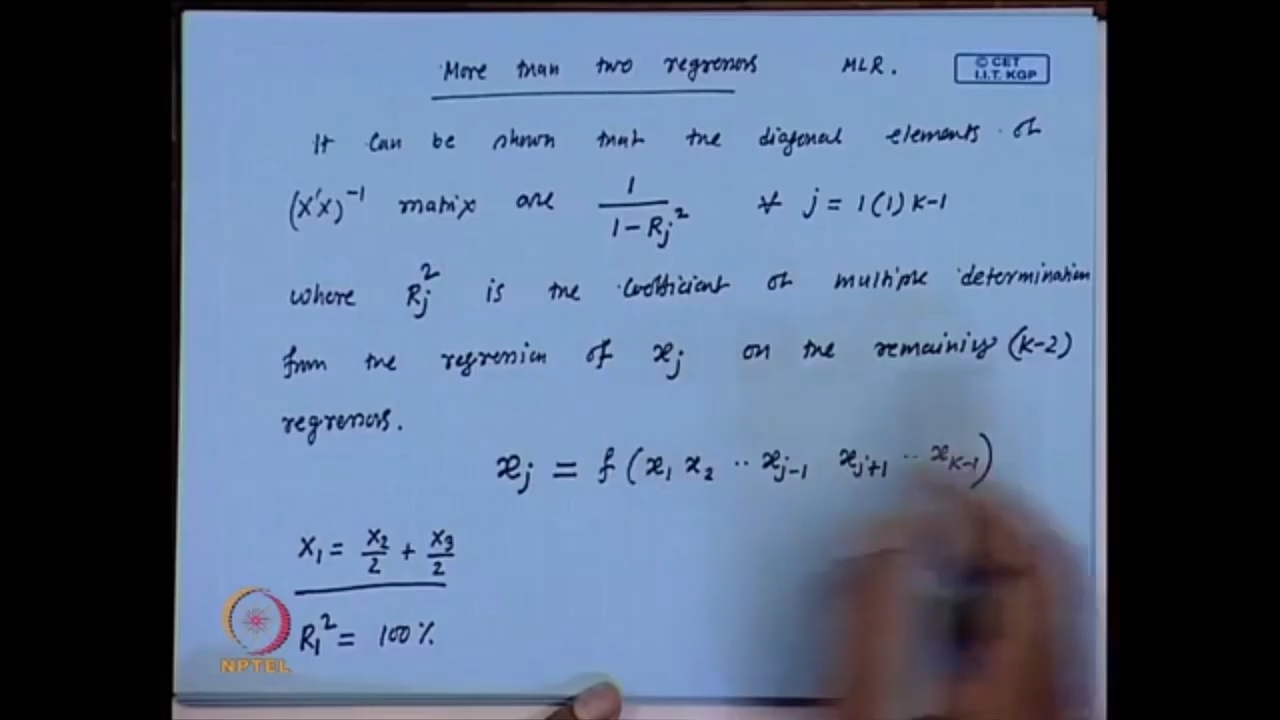 More than two regressors MLR.
© CET
I.I.T. KGP
It can be shown that the diagonal elements of
(X'X)⁻¹ matrix are 1/(1-Rj²) ∀ j = 1(1)K-1
where Rj² is the coefficient of multiple determination
from the regression of xj on the remaining (K-2)
regressors.
xj = f(x₁ x₂ ·· xj-1 xj+1 ·· xK-1)
X₁ = X₂/2 + X₃/2
R₁² = 100%
NPTEL